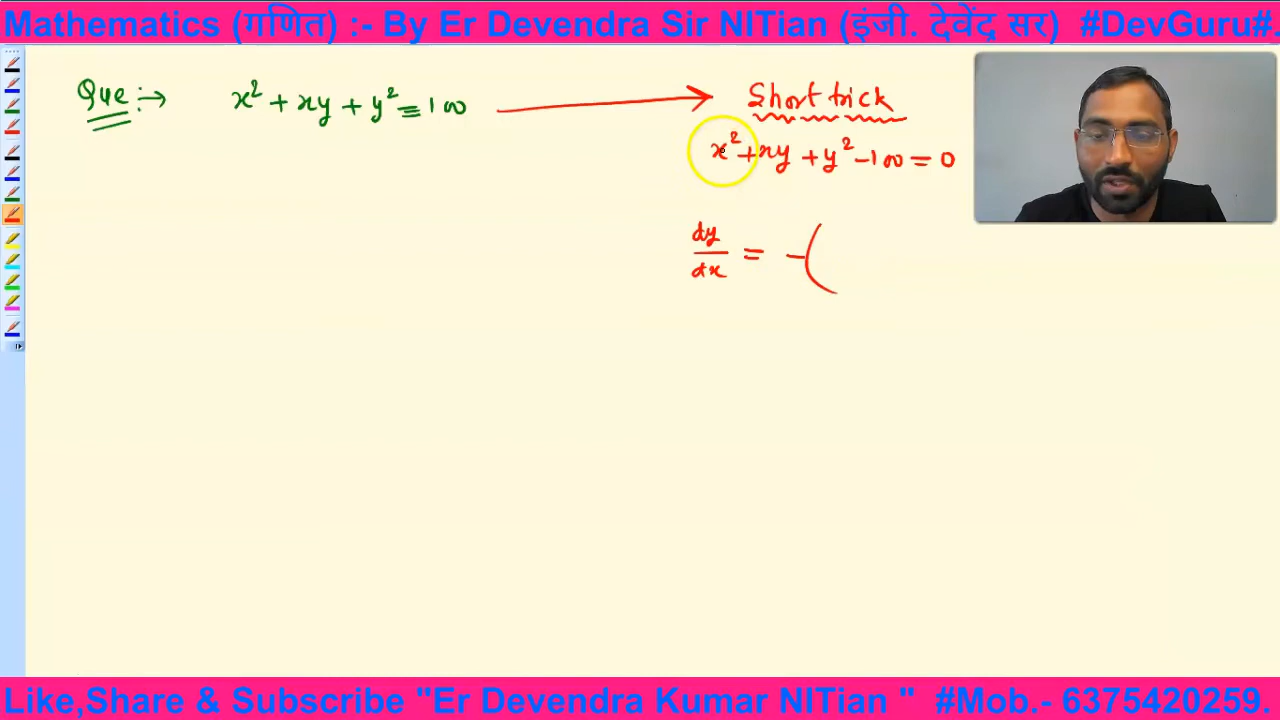 Mathematics (गणित) :- By Er Devendra Sir NITian (इंजी. देवेंद्र सर) #DevGuru#.
Que :→ x² + xy + y² = 100
Short trick
x² + xy + y² - 100 = 0
dy/dx = -(
Like,Share & Subscribe "Er Devendra Kumar NITian " #Mob.- 6375420259.